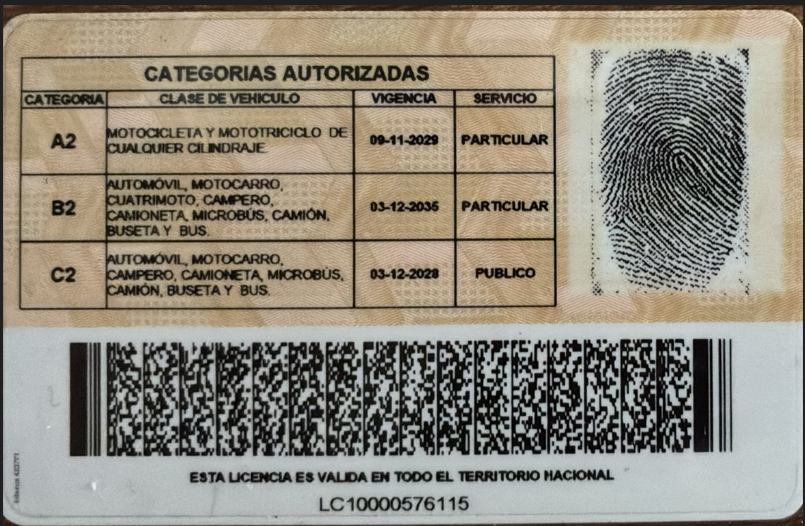 CATEGORIAS AUTORIZADAS
CATEGORIA CLASE DE VEHICULO VIGENCIA SERVICIO
A2 MOTOCICLETA Y MOTOTRICICLO DE CUALQUIER CILINDRAJE 09-11-2029 PARTICULAR
B2 AUTOMÓVIL, MOTOCARRO, CUATRIMOTO, CAMPERO, CAMIONETA, MICROBÚS, CAMIÓN, BUSETA Y BUS. 03-12-2035 PARTICULAR
C2 AUTOMÓVIL, MOTOCARRO, CAMPERO, CAMIONETA, MICROBÚS, CAMIÓN, BUSETA Y BUS. 03-12-2028 PUBLICO
ESTA LICENCIA ES VALIDA EN TODO EL TERRITORIO NACIONAL
LC10000576115